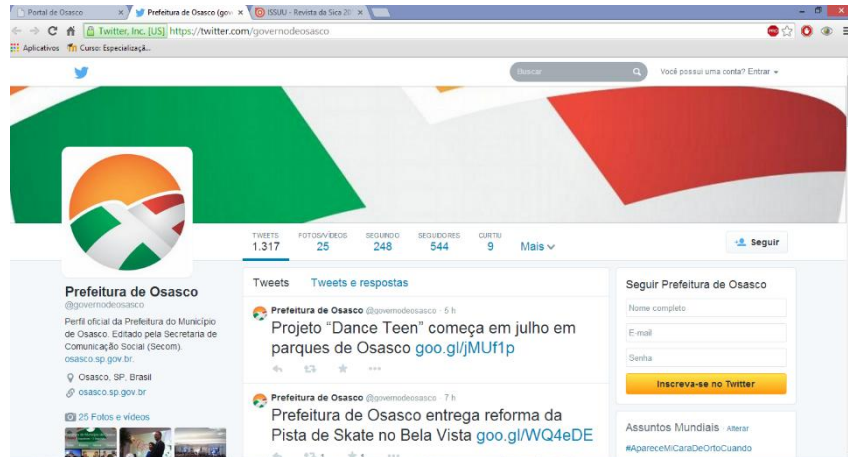 Portal de Osasco
Prefeitura de Osasco (gov
ISSUU - Revista da Sica 20
Twitter, Inc. [US] https://twitter.com/governodeosasco
Aplicativos
Curso: Especializaçã...
Buscar
Você possui uma conta? Entrar
TWEETS
1.317
FOTOS/VÍDEOS
25
SEGUINDO
248
SEGUIDORES
544
CURTIU
9
Mais
Seguir
Prefeitura de Osasco
@governodeosasco
Perfil oficial da Prefeitura do Município
de Osasco. Editado pela Secretaria de
Comunicação Social (Secom).
osasco.sp.gov.br.
Osasco, SP, Brasil
osasco.sp.gov.br
25 Fotos e vídeos
Tweets Tweets e respostas
Prefeitura de Osasco @governodeosasco · 5 h
Projeto “Dance Teen” começa em julho em
parques de Osasco goo.gl/jMUf1p
Prefeitura de Osasco @governodeosasco · 7 h
Prefeitura de Osasco entrega reforma da
Pista de Skate no Bela Vista goo.gl/WQ4eDE
Seguir Prefeitura de Osasco
Nome completo
E-mail
Senha
Inscreva-se no Twitter
Assuntos Mundiais · Alterar
#ApareceMiCaraDeOrtoCuando